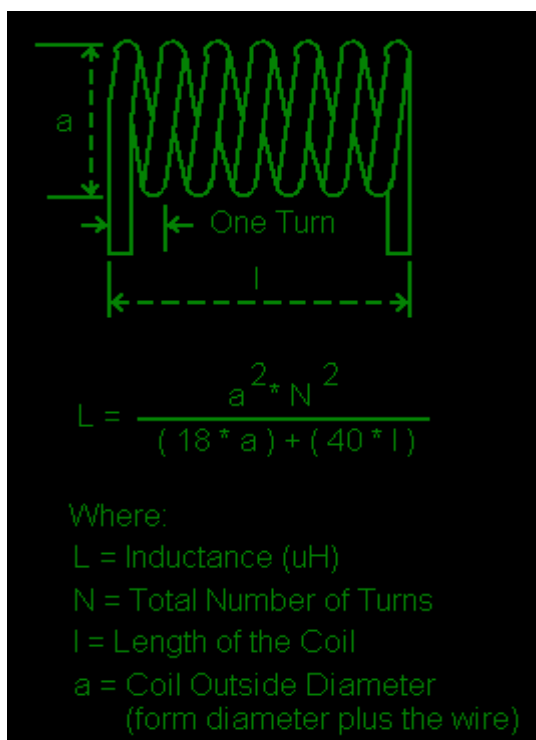 a
One Turn
l
L = a² * N² / ( 18 * a ) + ( 40 * l )
Where:
L = Inductance (uH)
N = Total Number of Turns
l = Length of the Coil
a = Coil Outside Diameter
(form diameter plus the wire)